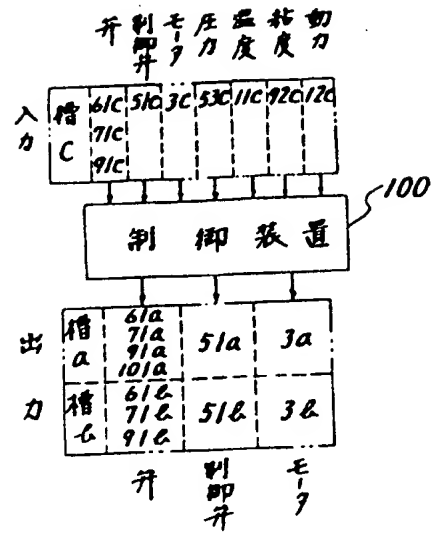 弁 制御弁 モータ 圧力 温度 粘度 動力
入力
槽C 61C 51C 3C 53C 11C 92C 12C
71C
91C
制御装置
100
出力
槽a 61a 51a 3a
71a
91a
101a
槽b 61b 51b 3b
71b
91b
弁 制御弁 モータ